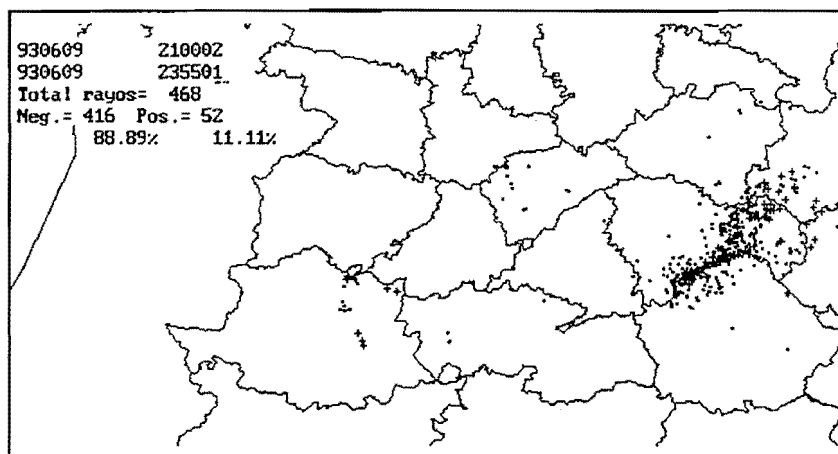 930609 210002
930609 235501
Total rayos= 468
Neg.= 416 Pos.= 52
88.89% 11.11%